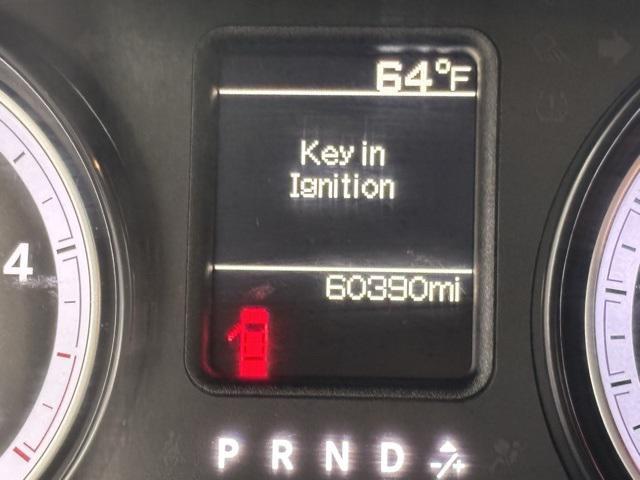 64°F
Key in
Ignition
60390mi
4
P R N D -/+